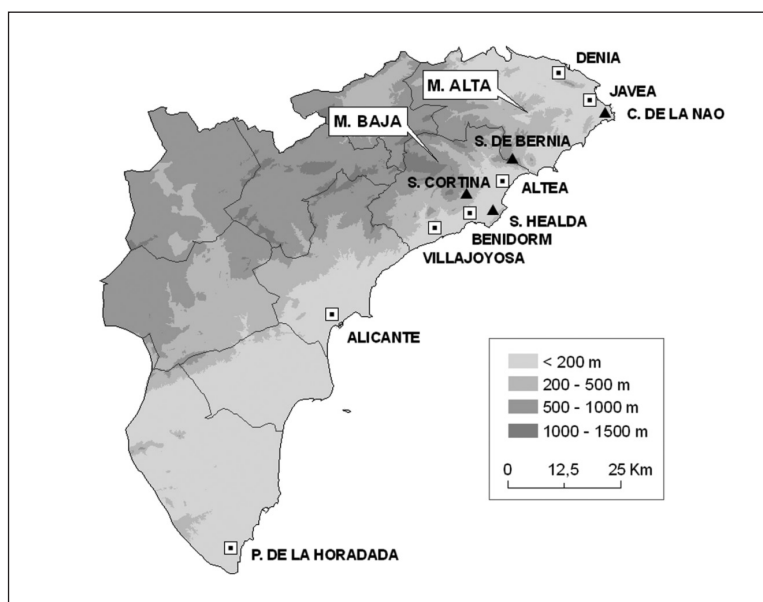 DENIA
M. ALTA
JAVEA
C. DE LA NAO
M. BAJA
S. DE BERNIA
S. CORTINA
ALTEA
S. HEALDA
BENIDORM
VILLAJOYOSA
ALICANTE
P. DE LA HORADADA
< 200 m
200 - 500 m
500 - 1000 m
1000 - 1500 m
0 12,5 25 Km